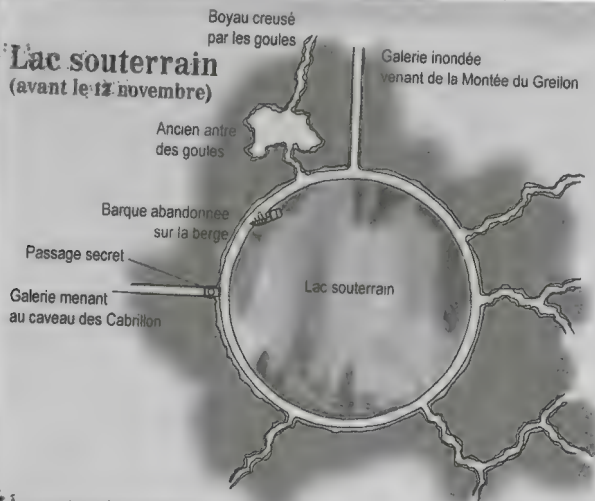 Lac souterrain
(avant le 12 novembre)
Boyau creusé
par les goules
Galerie inondée
venant de la Montée du Greilon
Ancien antre
des goules
Barque abandonnée
sur la berge
Passage secret
Galerie menant
au caveau des Cabrillon
Lac souterrain